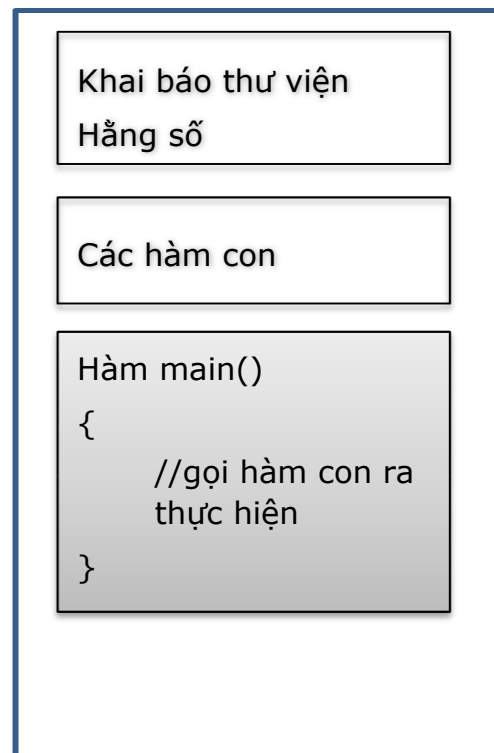 Khai báo thư viện
Hằng số
Các hàm con
Hàm main()
{
//gọi hàm con ra
thực hiện
}